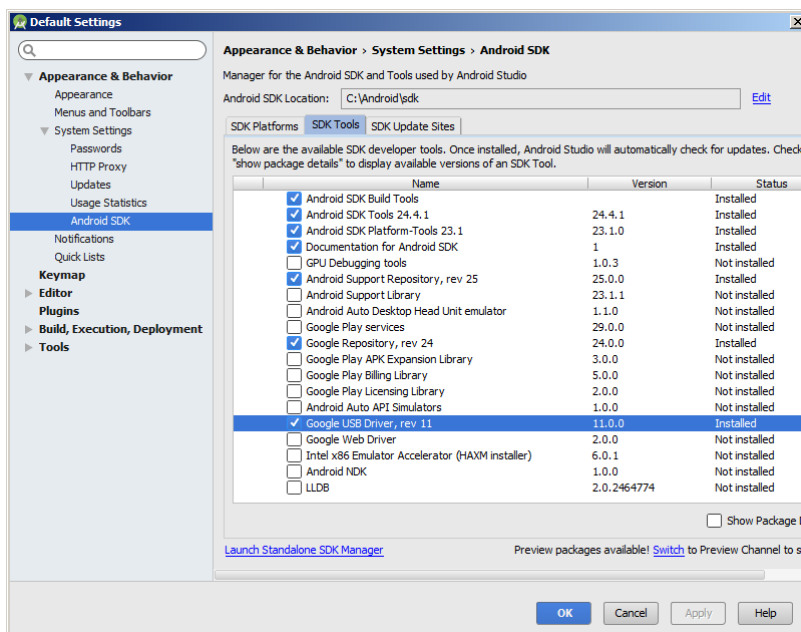 Default Settings
Appearance & Behavior › System Settings › Android SDK
Manager for the Android SDK and Tools used by Android Studio
Android SDK Location: C:\Android\sdk Edit
Appearance & Behavior
Appearance
Menus and Toolbars
System Settings
Passwords
HTTP Proxy
Updates
Usage Statistics
Android SDK
Notifications
Quick Lists
Keymap
Editor
Plugins
Build, Execution, Deployment
Tools
SDK Platforms SDK Tools SDK Update Sites
Below are the available SDK developer tools. Once installed, Android Studio will automatically check for updates. Check
"show package details" to display available versions of an SDK Tool.
Name Version Status
Android SDK Build Tools Installed
Android SDK Tools 24.4.1 24.4.1 Installed
Android SDK Platform-Tools 23.1 23.1.0 Installed
Documentation for Android SDK 1 Installed
GPU Debugging tools 1.0.3 Not installed
Android Support Repository, rev 25 25.0.0 Installed
Android Support Library 23.1.1 Not installed
Android Auto Desktop Head Unit emulator 1.1.0 Not installed
Google Play services 29.0.0 Not installed
Google Repository, rev 24 24.0.0 Installed
Google Play APK Expansion Library 3.0.0 Not installed
Google Play Billing Library 5.0.0 Not installed
Google Play Licensing Library 2.0.0 Not installed
Android Auto API Simulators 1.0.0 Not installed
Google USB Driver, rev 11 11.0.0 Installed
Google Web Driver 2.0.0 Not installed
Intel x86 Emulator Accelerator (HAXM installer) 6.0.1 Not installed
Android NDK 1.0.0 Not installed
LLDB 2.0.2464774 Not installed
Show Package
Launch Standalone SDK Manager Preview packages available! Switch to Preview Channel to s
OK Cancel Apply Help